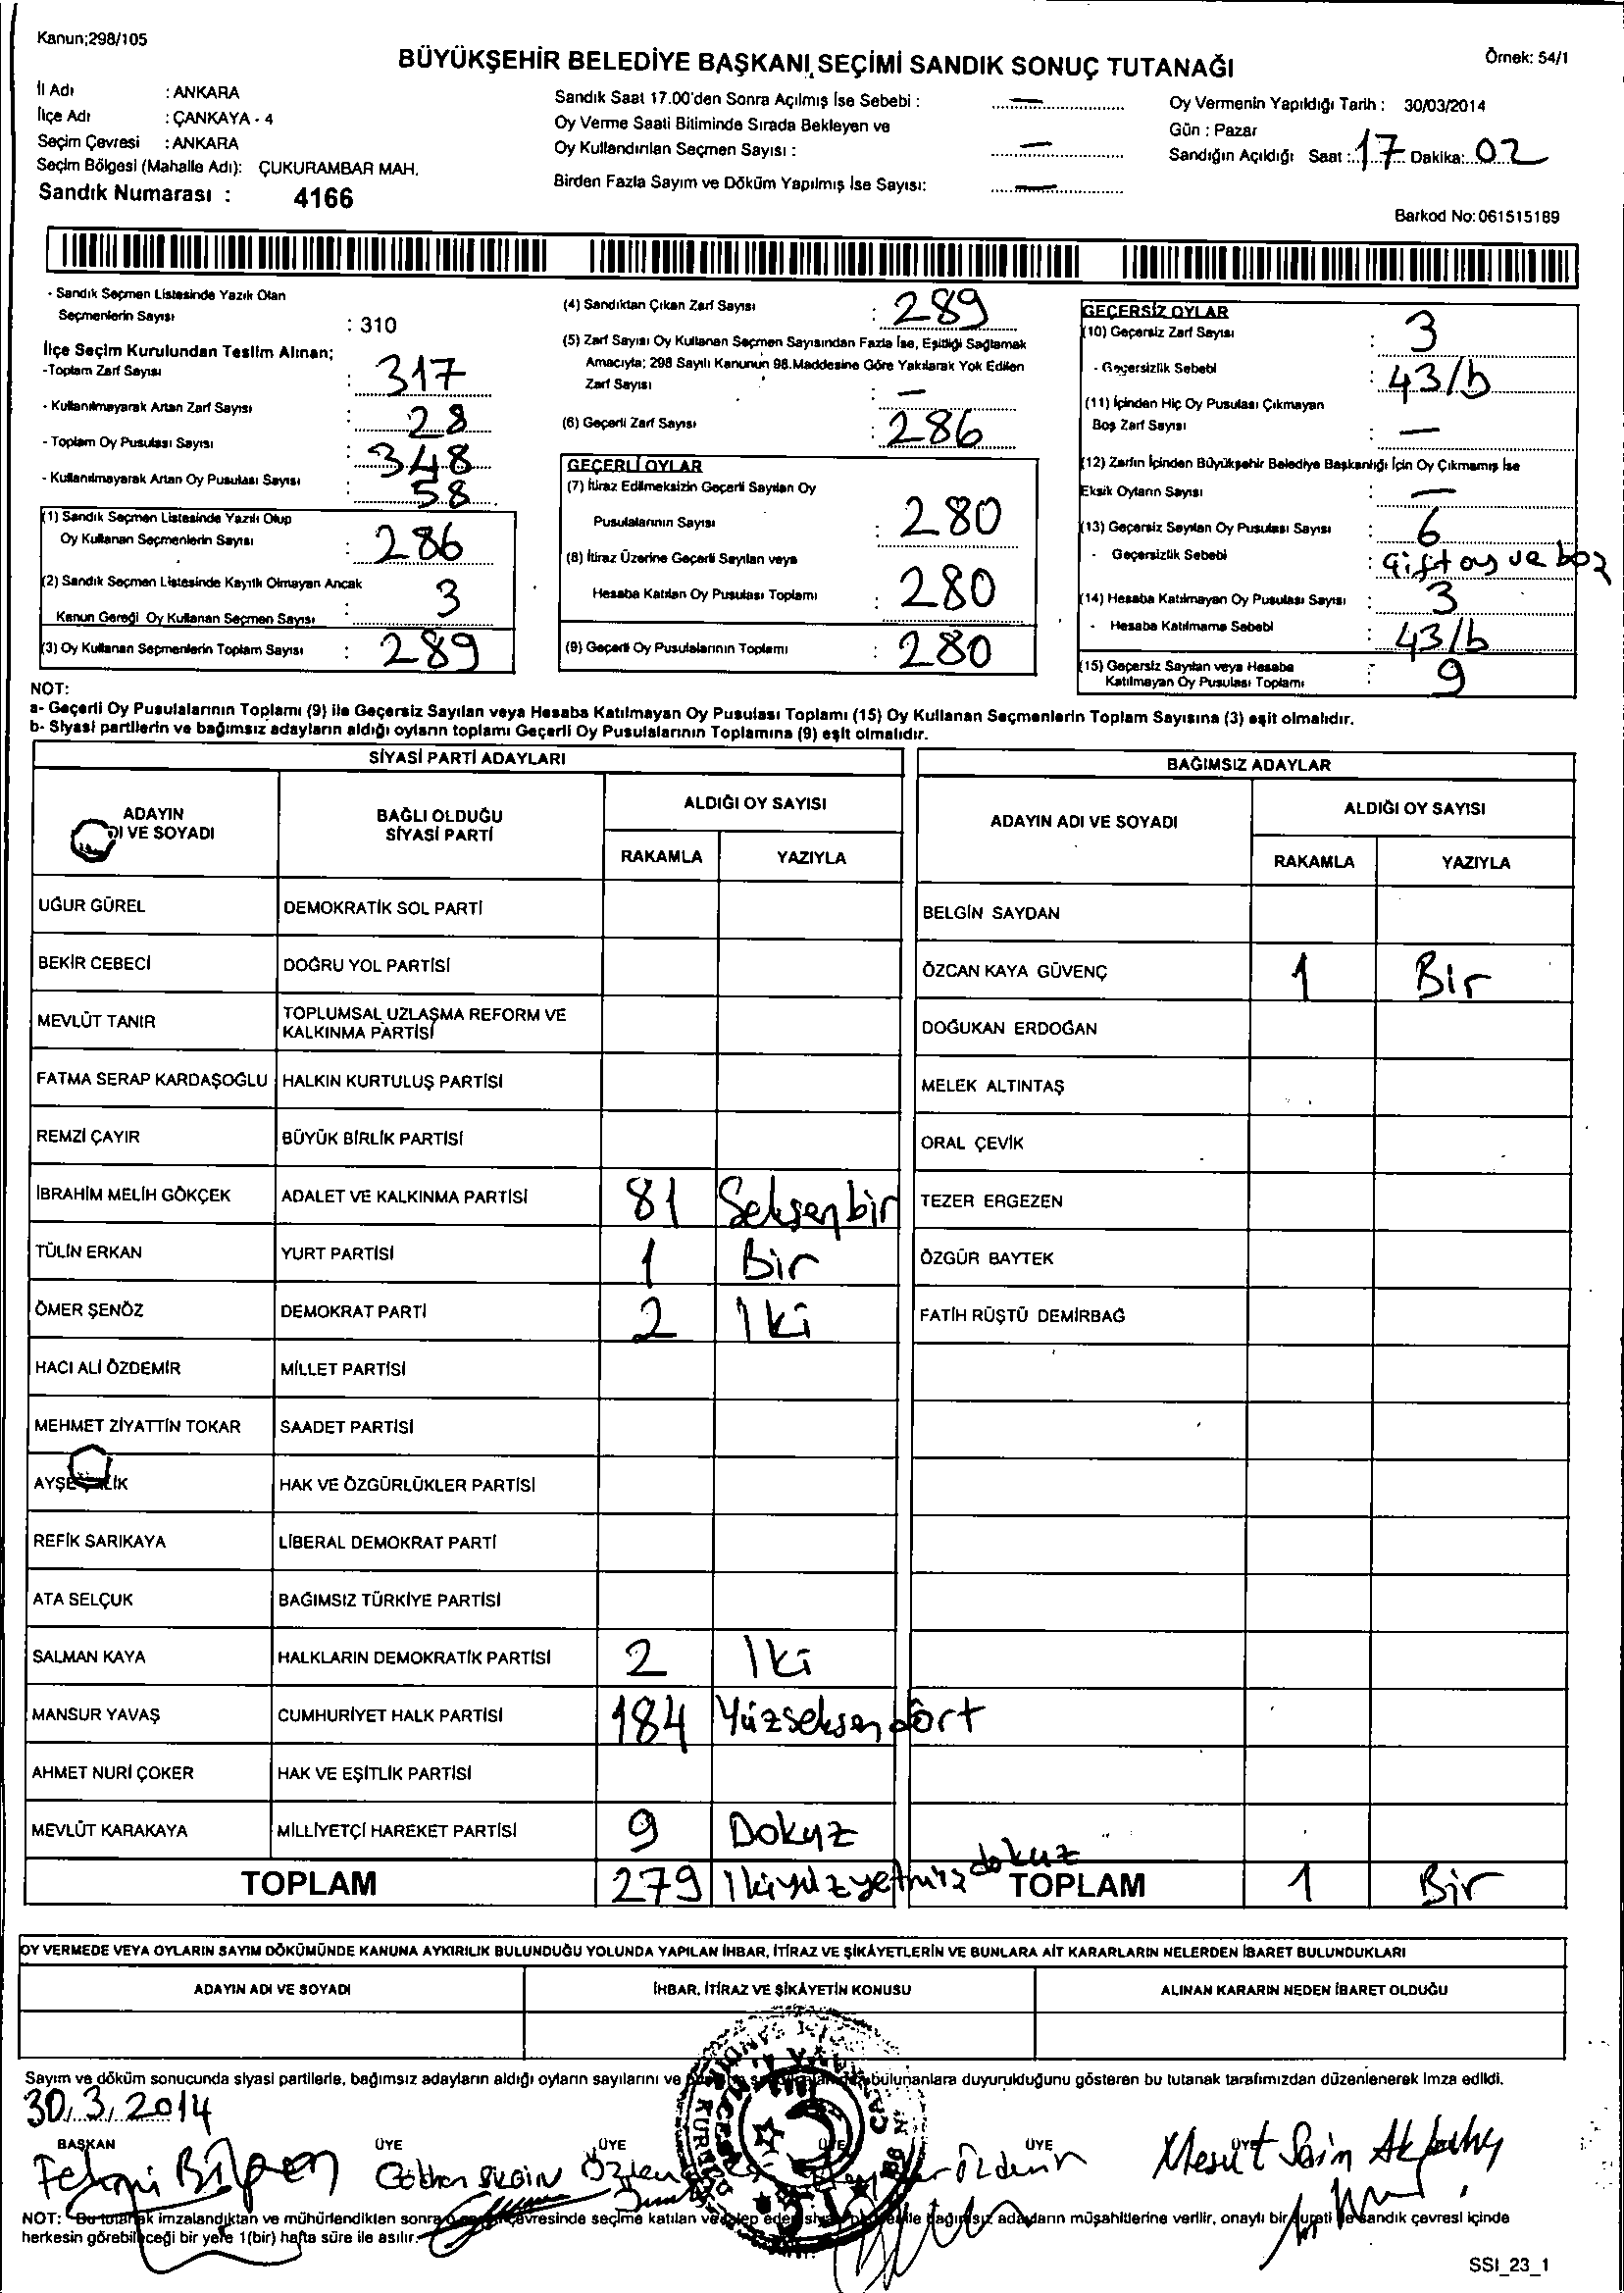 Kanun;298/105
BÜYÜKŞEHİR BELEDİYE BAŞKANI SEÇİMİ SANDIK SONUÇ TUTANAĞI
Örnek: 54/1
İl Adı : ANKARA
İlçe Adı : ÇANKAYA - 4
Seçim Çevresi : ANKARA
Seçim Bölgesi (Mahalle Adı): ÇUKURAMBAR MAH.
Sandık Numarası : 4166
Sandık Saat 17.00'den Sonra Açılmış İse Sebebi : —
Oy Verme Saati Bitiminde Sırada Bekleyen ve
Oy Kullandırılan Seçmen Sayısı : —
Birden Fazla Sayım ve Döküm Yapılmış İse Sayısı: —
Oy Vermenin Yapıldığı Tarih : 30/03/2014
Gün : Pazar
Sandığın Açıldığı Saat : 17 Dakika: 02
Barkod No: 061515189
- Sandık Seçmen Listesinde Yazılı Olan
Seçmenlerin Sayısı : 310
İlçe Seçim Kurulundan Teslim Alınan;
-Toplam Zarf Sayısı : 317
- Kullanılmayarak Artan Zarf Sayısı : 28
- Toplam Oy Pusulası Sayısı : 348
- Kullanılmayarak Artan Oy Pusulası Sayısı : 58
(1) Sandık Seçmen Listesinde Yazılı Olup
Oy Kullanan Seçmenlerin Sayısı : 286
(2) Sandık Seçmen Listesinde Kayıtlı Olmayan Ancak
Kanun Gereği Oy Kullanan Seçmen Sayısı : 3
(3) Oy Kullanan Seçmenlerin Toplam Sayısı : 289
(4) Sandıktan Çıkan Zarf Sayısı : 289
(5) Zarf Sayısı Oy Kullanan Seçmen Sayısından Fazla İse, Eşitliği Sağlamak
Amacıyla; 298 Sayılı Kanunun 98.Maddesine Göre Yakılarak Yok Edilen
Zarf Sayısı : —
(6) Geçerli Zarf Sayısı : 286
GEÇERLİ OYLAR
(7) İtiraz Edilmeksizin Geçerli Sayılan Oy
Pusulalarının Sayısı : 280
(8) İtiraz Üzerine Geçerli Sayılan veya
Hesaba Katılan Oy Pusulası Toplamı : 280
(9) Geçerli Oy Pusulalarının Toplamı : 280
GEÇERSİZ OYLAR
(10) Geçersiz Zarf Sayısı : 3
- Geçersizlik Sebebi : 43/b
(11) İçinden Hiç Oy Pusulası Çıkmayan
Boş Zarf Sayısı : —
(12) Zarfın İçinden Büyükşehir Belediye Başkanlığı İçin Oy Çıkmamış İse
Eksik Oyların Sayısı : —
(13) Geçersiz Sayılan Oy Pusulası Sayısı : 6
- Geçersizlik Sebebi : Çift oy ve boz
(14) Hesaba Katılmayan Oy Pusulası Sayısı : 3
- Hesaba Katılmama Sebebi : 43/b
(15) Geçersiz Sayılan veya Hesaba
Katılmayan Oy Pusulası Toplamı : 9
NOT:
a- Geçerli Oy Pusulalarının Toplamı (9) ile Geçersiz Sayılan veya Hesaba Katılmayan Oy Pusulası Toplamı (15) Oy Kullanan Seçmenlerin Toplam Sayısına (3) eşit olmalıdır.
b- Siyasi partilerin ve bağımsız adayların aldığı oyların toplamı Geçerli Oy Pusulalarının Toplamına (9) eşit olmalıdır.
SİYASİ PARTİ ADAYLARI
BAĞIMSIZ ADAYLAR
ADAYIN
DI VE SOYADI
BAĞLI OLDUĞU
SİYASİ PARTİ
ALDIĞI OY SAYISI
RAKAMLA YAZIYLA
ADAYIN ADI VE SOYADI
ALDIĞI OY SAYISI
RAKAMLA YAZIYLA
UĞUR GÜREL DEMOKRATİK SOL PARTİ
BELGİN SAYDAN
BEKİR CEBECİ DOĞRU YOL PARTİSİ
ÖZCAN KAYA GÜVENÇ 1 Bir
MEVLÜT TANIR TOPLUMSAL UZLAŞMA REFORM VE
KALKINMA PARTİSİ
DOĞUKAN ERDOĞAN
FATMA SERAP KARDAŞOĞLU HALKIN KURTULUŞ PARTİSİ
MELEK ALTINTAŞ
REMZİ ÇAYIR BÜYÜK BİRLİK PARTİSİ
ORAL ÇEVİK
İBRAHİM MELİH GÖKÇEK ADALET VE KALKINMA PARTİSİ 81 Seksenbir
TEZER ERGEZEN
TÜLİN ERKAN YURT PARTİSİ 1 Bir
ÖZGÜR BAYTEK
ÖMER ŞENÖZ DEMOKRAT PARTİ 2 İki
FATİH RÜŞTÜ DEMİRBAĞ
HACI ALİ ÖZDEMİR MİLLET PARTİSİ
MEHMET ZİYATTİN TOKAR SAADET PARTİSİ
HAK VE ÖZGÜRLÜKLER PARTİSİ
REFİK SARIKAYA LİBERAL DEMOKRAT PARTİ
ATA SELÇUK BAĞIMSIZ TÜRKİYE PARTİSİ
SALMAN KAYA HALKLARIN DEMOKRATİK PARTİSİ 2 İki
MANSUR YAVAŞ CUMHURİYET HALK PARTİSİ 184 Yüzseksendört
AHMET NURİ ÇOKER HAK VE EŞİTLİK PARTİSİ
MEVLÜT KARAKAYA MİLLİYETÇİ HAREKET PARTİSİ 9 Dokuz
TOPLAM 279 İkiyüzyetmiş dokuz
TOPLAM 1 Bir
OY VERMEDE VEYA OYLARIN SAYIM DÖKÜMÜNDE KANUNA AYKIRILIK BULUNDUĞU YOLUNDA YAPILAN İHBAR, İTİRAZ VE ŞİKÂYETLERİN VE BUNLARA AİT KARARLARIN NELERDEN İBARET BULUNDUKLARI
ADAYIN ADI VE SOYADI İHBAR, İTİRAZ VE ŞİKÂYETİN KONUSU ALINAN KARARIN NEDEN İBARET OLDUĞU
Sayım ve döküm sonucunda siyasi partilerle, bağımsız adayların aldığı oyların sayılarını ve bulunanlara duyurulduğunu gösteren bu tutanak tarafımızdan düzenlenerek imza edildi.
30.3.2014
BAŞKAN ÜYE ÜYE ÜYE ÜYE ÜYE
Fehmi Bilgen Gökhan Özlem Özdemir Mesut
NOT: Bu tutanak imzalandıktan ve mühürlendikten sonra çevresinde seçime katılan ve talep eden ile bağımsız adayların müşahitlerine verilir, onaylı bir sureti de sandık çevresi içinde
herkesin görebileceği bir yere 1(bir) hafta süre ile asılır.
SSI_23_1